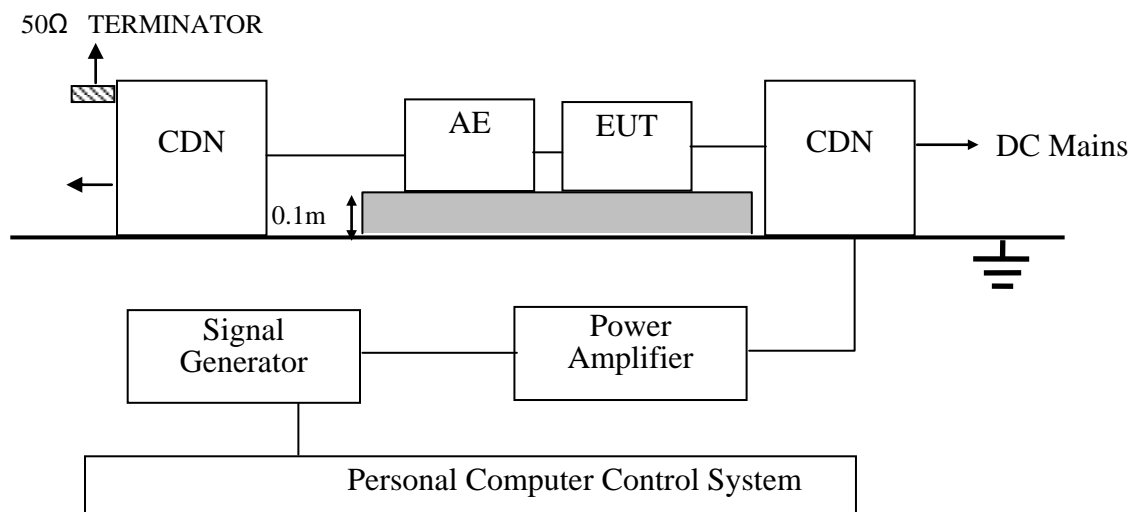 50Ω TERMINATOR
CDN
AE
EUT
CDN
DC Mains
0.1m
Signal
Generator
Power
Amplifier
Personal Computer Control System